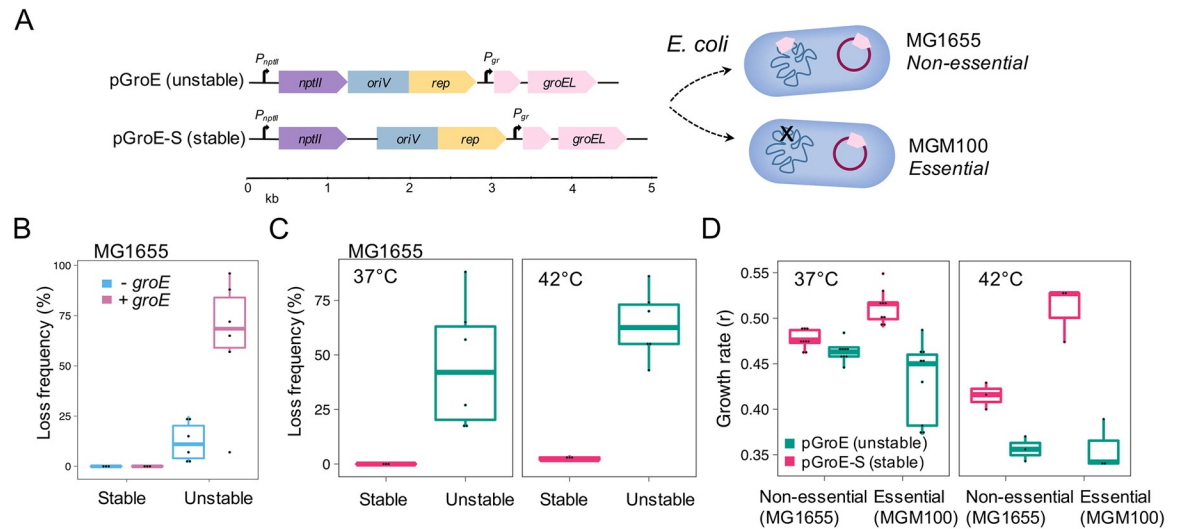 A
pGroE (unstable)
PnptII
nptII
oriV
rep
Pgr
groEL
pGroE-S (stable)
PnptII
nptII
oriV
rep
Pgr
groEL
0 1 2 3 4 5
kb
E. coli
MG1655
Non-essential
X
MGM100
Essential
B
MG1655
Loss frequency (%)
100
75
50
25
0
- groE
+ groE
Stable Unstable
C
MG1655
Loss frequency (%)
75
50
25
0
37°C
42°C
Stable Unstable Stable Unstable
D
Growth rate (r)
0.55
0.50
0.45
0.40
0.35
37°C
42°C
pGroE (unstable)
pGroE-S (stable)
Non-essential Essential Non-essential Essential
(MG1655) (MGM100) (MG1655) (MGM100)